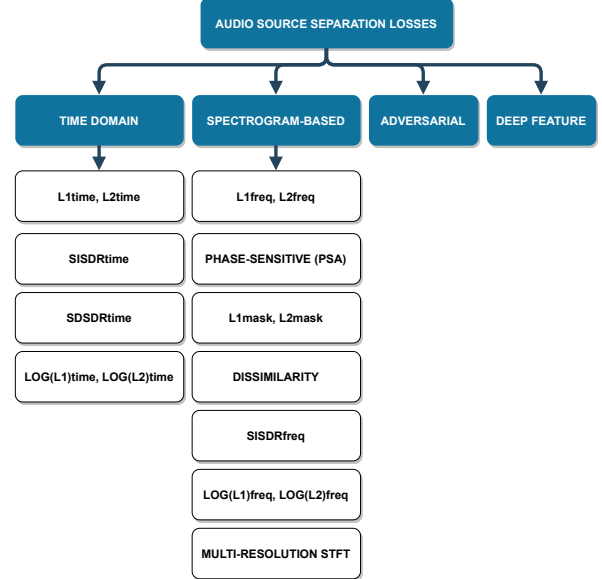 AUDIO SOURCE SEPARATION LOSSES
TIME DOMAIN
SPECTROGRAM-BASED
ADVERSARIAL
DEEP FEATURE
L1time, L2time
SISDRtime
SDSDRtime
LOG(L1)time, LOG(L2)time
L1freq, L2freq
PHASE-SENSITIVE (PSA)
L1mask, L2mask
DISSIMILARITY
SISDRfreq
LOG(L1)freq, LOG(L2)freq
MULTI-RESOLUTION STFT